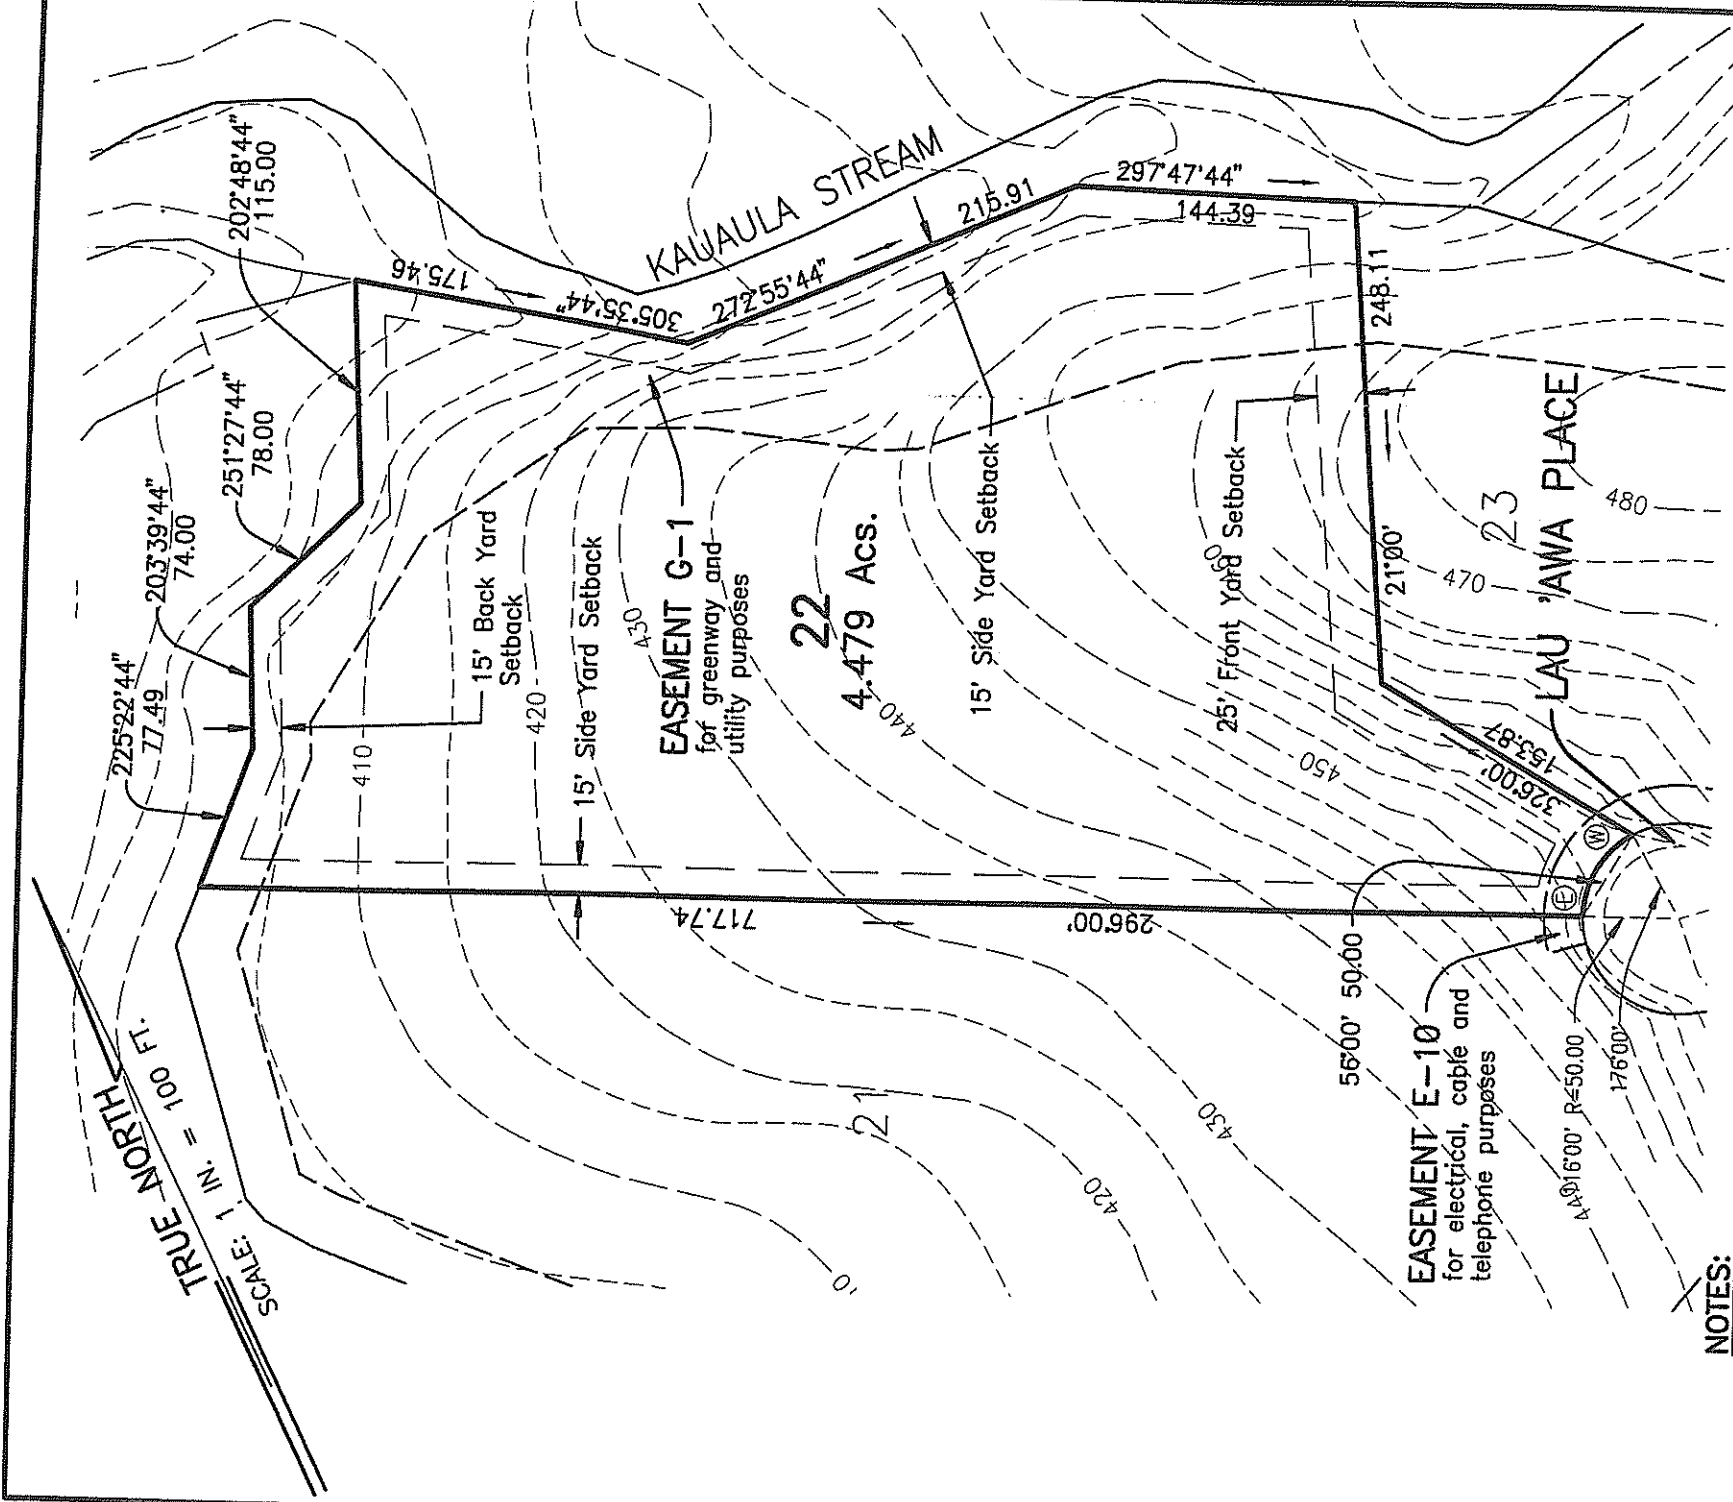 TRUE NORTH
SCALE: 1 IN. = 100 FT.
225°22'44"
77.49
203°39'44"
74.00
251°27'44"
78.00
202°48'44"
115.00
175.46
305°35'44"
KAUAULA STREAM
272°55'44"
215.91
297°47'44"
144.39
15' Back Yard
Setback
410
420
15' Side Yard Setback
430
EASEMENT G-1
for greenway and
utility purposes
22
4.479 Acs.
440
15' Side Yard Setback
25' Front Yard Setback
60
450
248.11
21°00'
23
480
470
LAU 'AWA PLACE
153.87
326°00'
W
E
717.74
296°00'
21
10
420
430
56°00' 50.00
EASEMENT E-10
for electrical, cable and
telephone purposes
R=50.00
176°00'
NOTES: